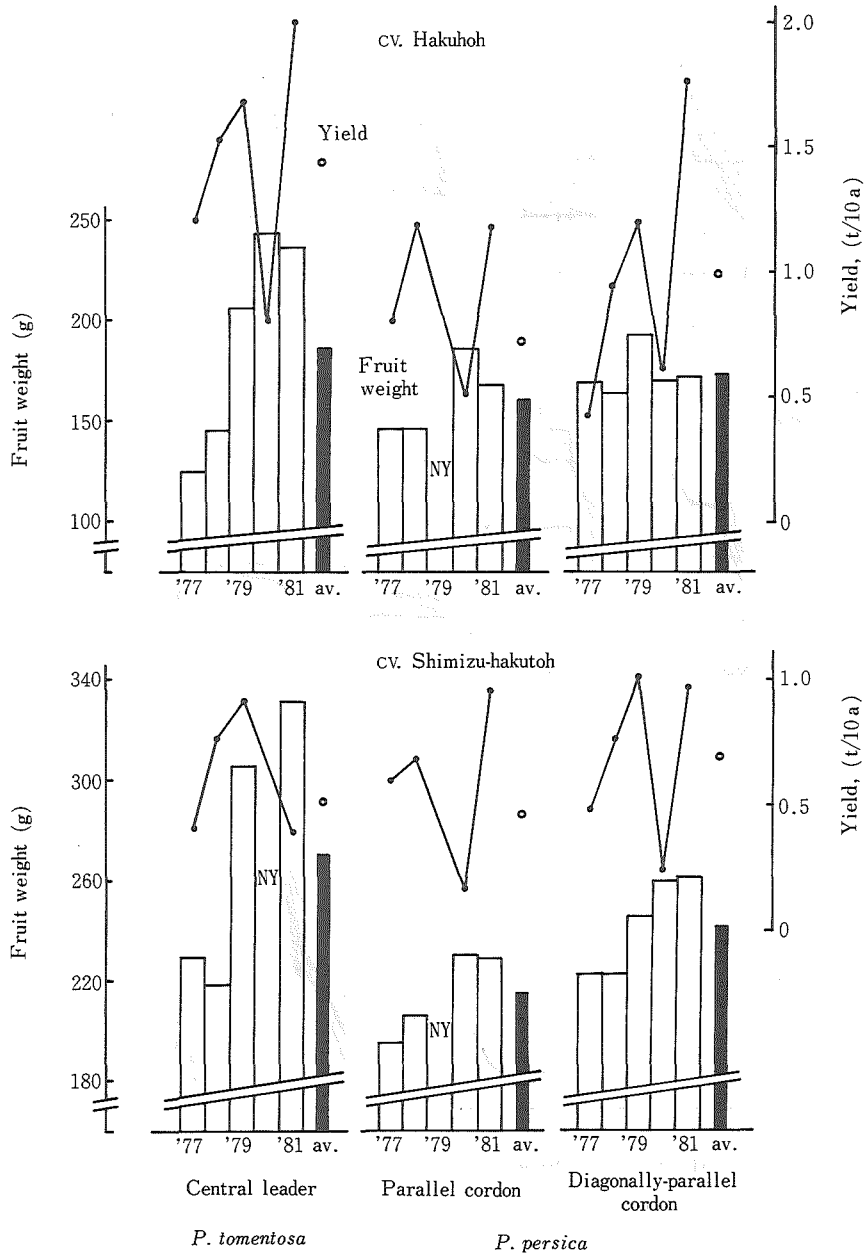 cv. Hakuhoh
2.0
Yield
1.5
250
200
Fruit weight (g)
1.0
Yield, (t/10 a)
Fruit
weight
150
NY
0.5
100
0
'77 '79 '81 av.
'77 '79 '81 av.
'77 '79 '81 av.
cv. Shimizu-hakutoh
340
1.0
300
Fruit weight (g)
0.5
Yield, (t/10 a)
260
NY
0
220
NY
180
'77 '79 '81 av.
'77 '79 '81 av.
'77 '79 '81 av.
Central leader
Parallel cordon
Diagonally-parallel
cordon
P. tomentosa
P. persica